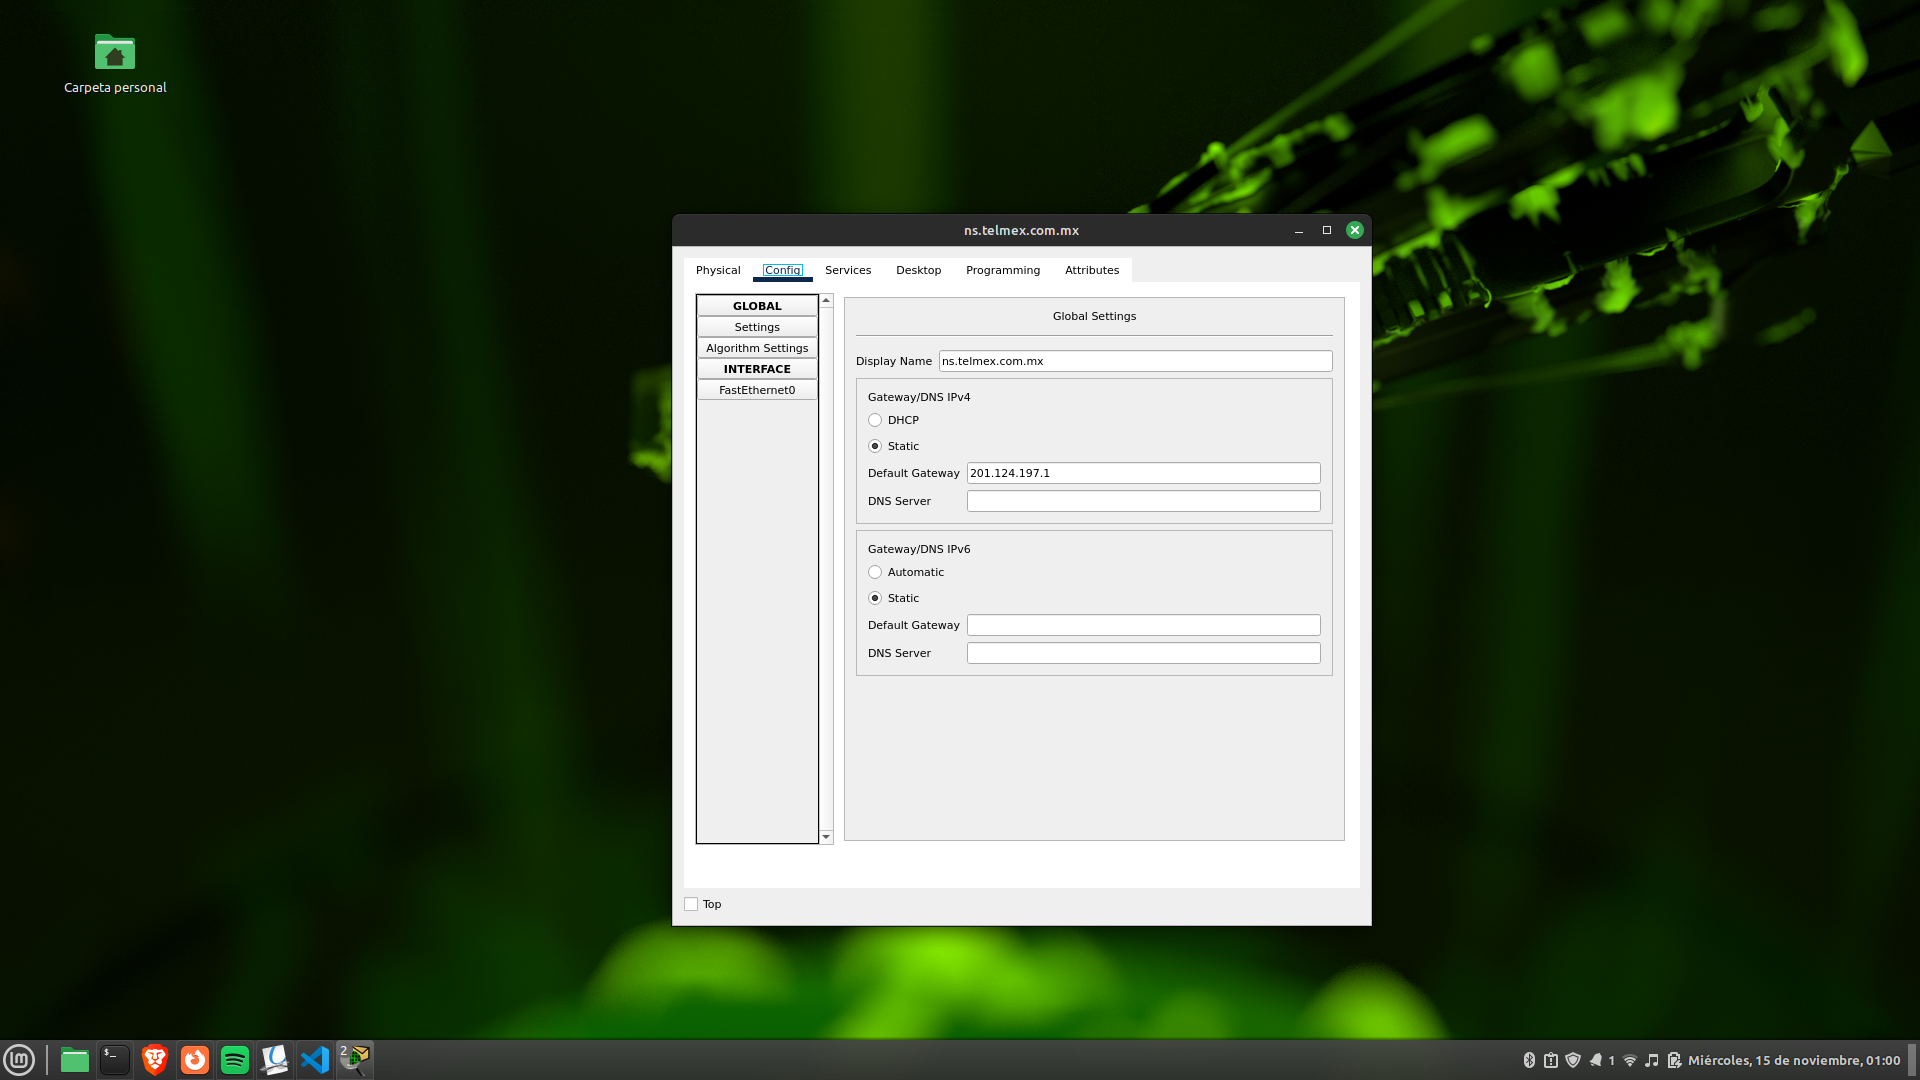 Carpeta personal
ns.telmex.com.mx
Physical Config Services Desktop Programming Attributes
GLOBAL
Settings
Algorithm Settings
INTERFACE
FastEthernet0
Global Settings
Display Name ns.telmex.com.mx
Gateway/DNS IPv4
DHCP
Static
Default Gateway 201.124.197.1
DNS Server
Gateway/DNS IPv6
Automatic
Static
Default Gateway
DNS Server
Top
2
1
Miércoles, 15 de noviembre, 01:00